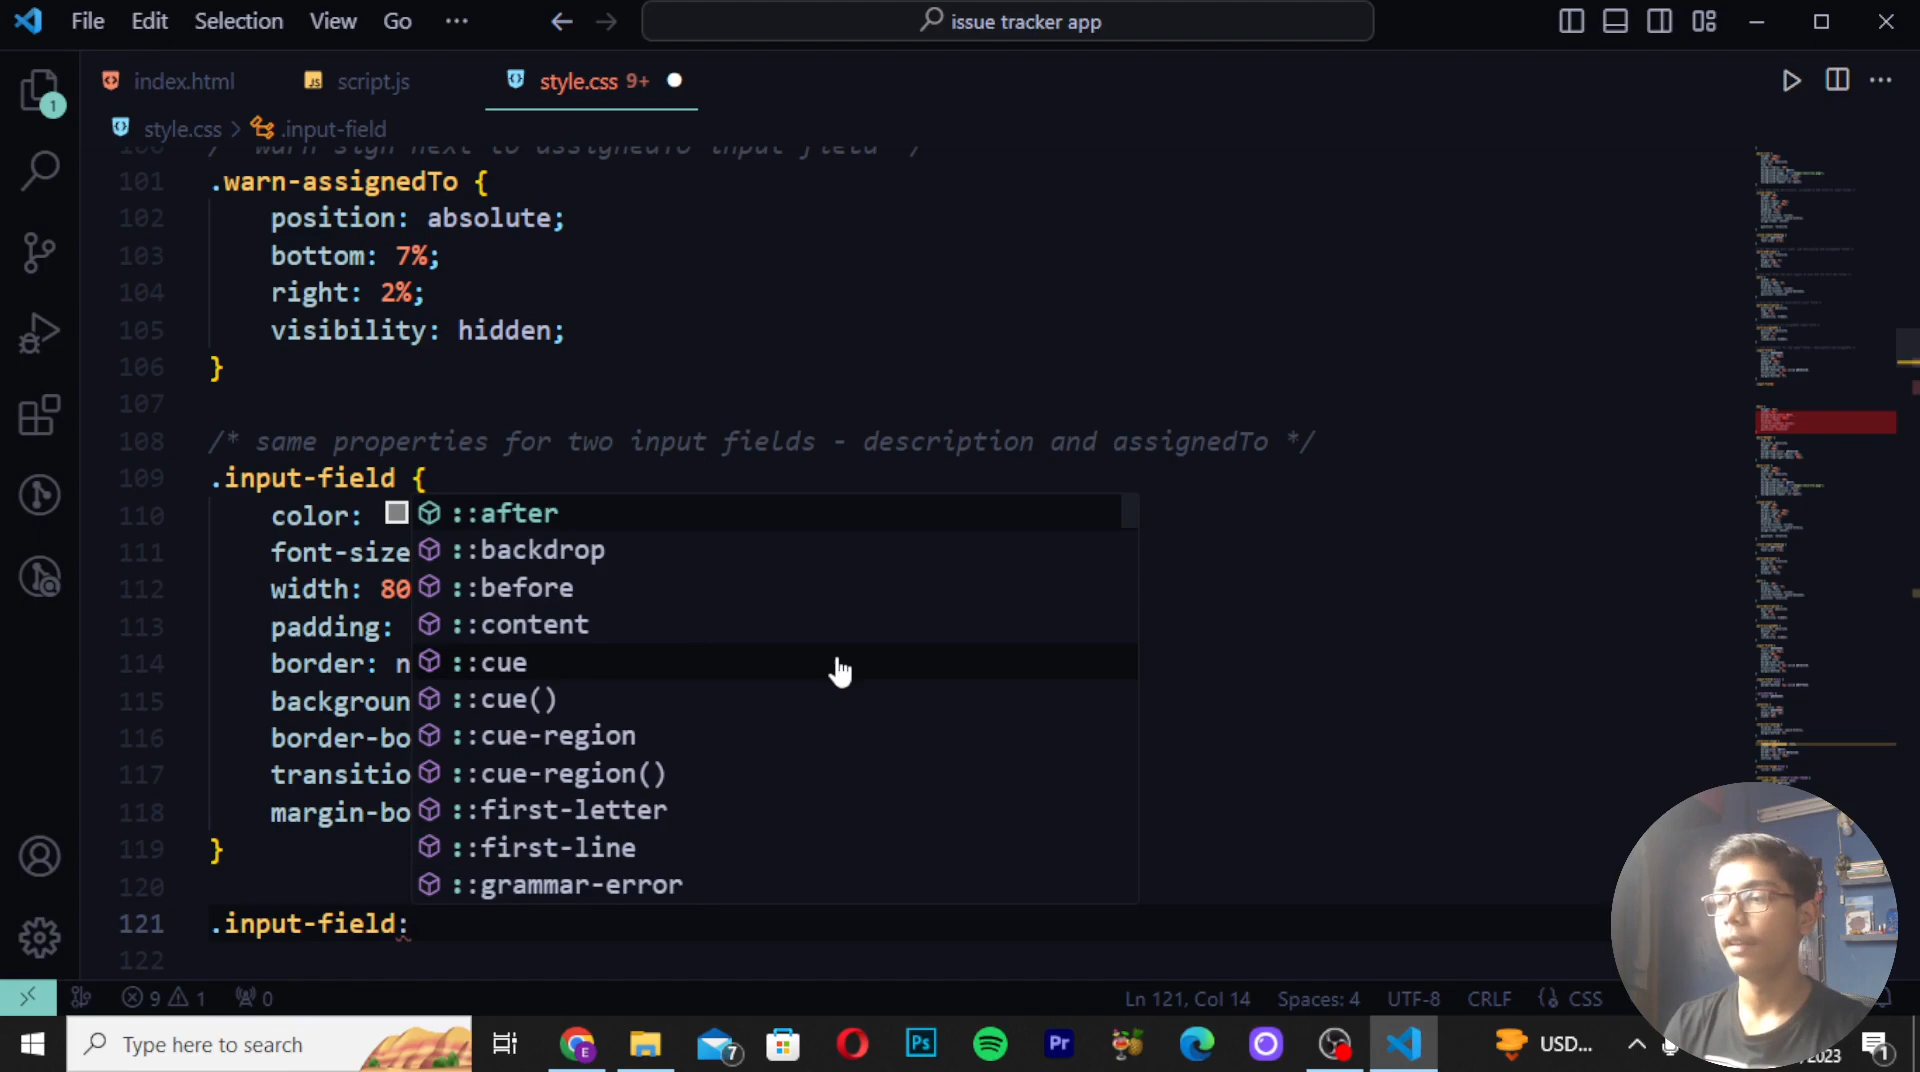 File Edit Selection View Go ··· issue tracker app
index.html script.js style.css 9+
1
style.css > .input-field
100 /* warn sign next to assignedTo input field */
101 .warn-assignedTo {
102 position: absolute;
103 bottom: 7%;
104 right: 2%;
105 visibility: hidden;
106 }
107
108 /* same properties for two input fields - description and assignedTo */
109 .input-field {
110 color: ::after
111 font-size ::backdrop
112 width: 80 ::before
113 padding: ::content
114 border: n ::cue
115 backgroun ::cue()
116 border-bo ::cue-region
117 transitio ::cue-region()
118 margin-bo ::first-letter
119 } ::first-line
120 ::grammar-error
121 .input-field:
122
9 1 0 Ln 121, Col 14 Spaces: 4 UTF-8 CRLF {} CSS
Type here to search E 7 Ps Pr USD... /2023 1